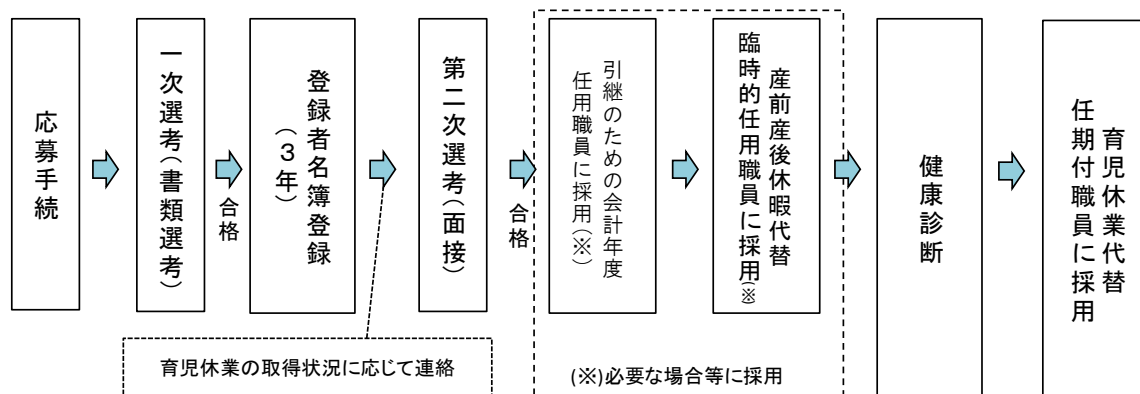 応募手続
一次選考（書類選考）
合格
登録者名簿登録
（３年）
第二次選考（面接）
合格
引継のための会計年度
任用職員に採用（※）
産前産後休暇代替
臨時的任用職員に採用（※）
健康診断
育児休業代替
任期付職員に採用
育児休業の取得状況に応じて連絡
(※)必要な場合等に採用